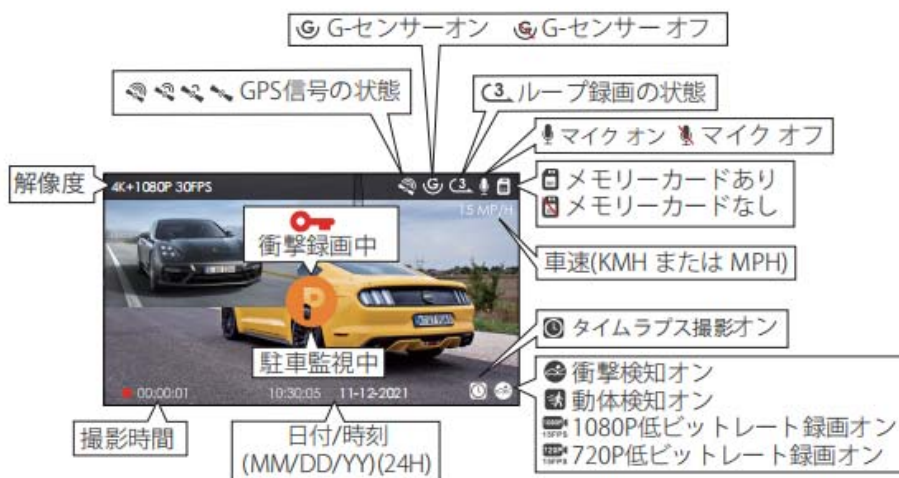 G-センサーオン G-センサー オフ
GPS信号の状態
3 ループ録画の状態
マイク オン マイク オフ
解像度
4K+1080P 30FPS
G 3
メモリーカードあり
メモリーカードなし
15 MP/H
衝撃録画中
車速(KMH または MPH)
P
タイムラプス撮影オン
駐車監視中
衝撃検知オン
動体検知オン
1080P 15FPS 1080P低ビットレート録画オン
720P 15FPS 720P低ビットレート録画オン
00:00:01
10:30:05 11-12-2021
撮影時間
日付/時刻
(MM/DD/YY)(24H)